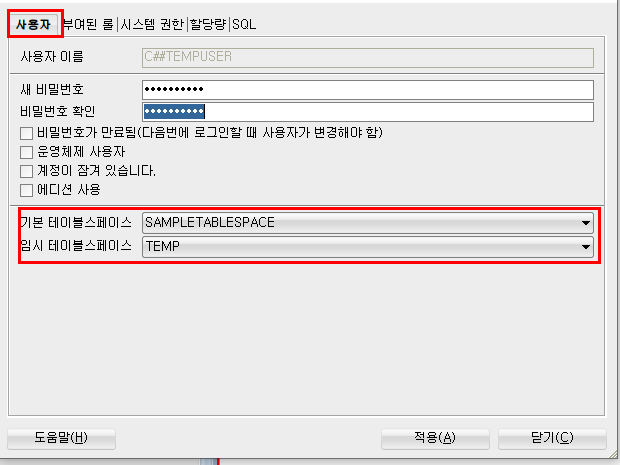 사용자 부여된 롤 시스템 권한 할당량 SQL
사용자 이름 C##TEMPUSER
새 비밀번호 ••••••••••
비밀번호 확인 ••••••••••
비밀번호가 만료됨(다음번에 로그인할 때 사용자가 변경해야 함)
운영체제 사용자
계정이 잠겨 있습니다.
에디션 사용
기본 테이블스페이스 SAMPLETABLESPACE
임시 테이블스페이스 TEMP
도움말(H) 적용(A) 닫기(C)